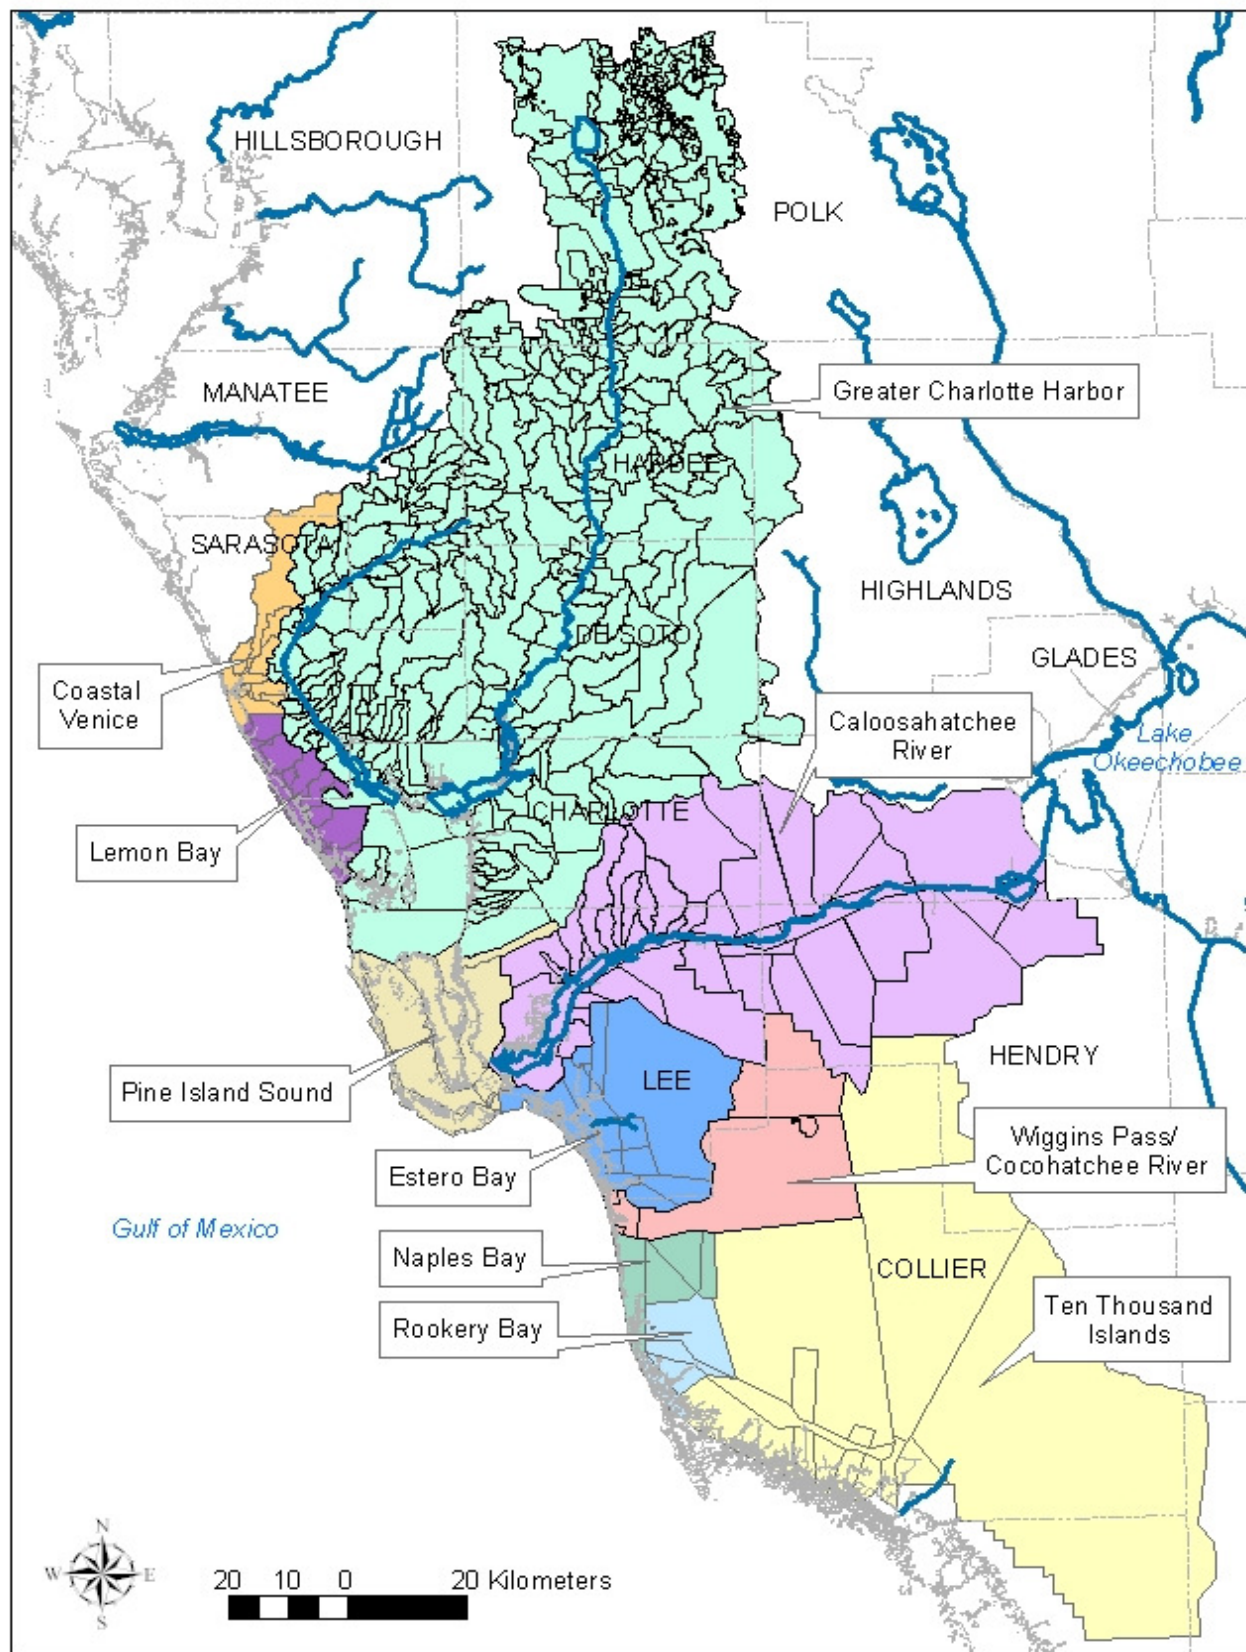 HILLSBOROUGH
POLK
MANATEE
Greater Charlotte Harbor
HARDEE
SARASOTA
HIGHLANDS
DE SOTO
GLADES
Coastal
Venice
Caloosahatchee
River
Lake
Okeechobee
CHARLOTTE
Lemon Bay
HENDRY
LEE
Pine Island Sound
Wiggins Pass/
Cocohatchee River
Estero Bay
Gulf of Mexico
Naples Bay
COLLIER
Ten Thousand
Islands
Rookery Bay
N
W E
S
20 10 0 20 Kilometers